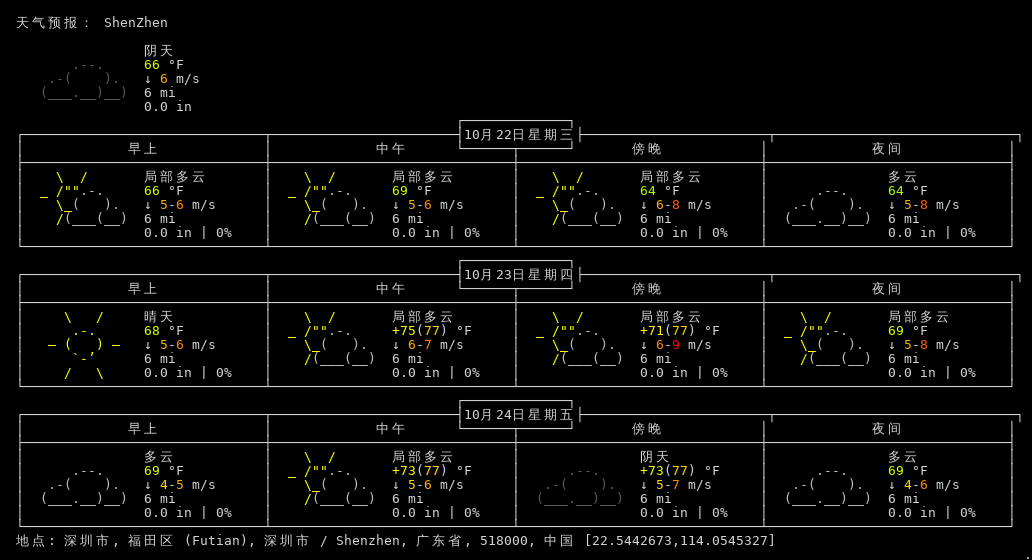 天气预报： ShenZhen
阴天
66 °F
↓ 6 m/s
6 mi
0.0 in
10月22日星期三
早上 中午 傍晚 夜间
局部多云 局部多云 局部多云 多云
66 °F 69 °F 64 °F 64 °F
↓ 5-6 m/s ↓ 5-6 m/s ↓ 6-8 m/s ↓ 5-8 m/s
6 mi 6 mi 6 mi 6 mi
0.0 in | 0% 0.0 in | 0% 0.0 in | 0% 0.0 in | 0%
10月23日星期四
早上 中午 傍晚 夜间
晴天 局部多云 局部多云 局部多云
68 °F +75(77) °F +71(77) °F 69 °F
↓ 5-6 m/s ↓ 6-7 m/s ↓ 6-9 m/s ↓ 5-8 m/s
6 mi 6 mi 6 mi 6 mi
0.0 in | 0% 0.0 in | 0% 0.0 in | 0% 0.0 in | 0%
10月24日星期五
早上 中午 傍晚 夜间
多云 局部多云 阴天 多云
69 °F +73(77) °F +73(77) °F 69 °F
↓ 4-5 m/s ↓ 5-6 m/s ↓ 5-7 m/s ↓ 4-6 m/s
6 mi 6 mi 6 mi 6 mi
0.0 in | 0% 0.0 in | 0% 0.0 in | 0% 0.0 in | 0%
地点: 深圳市, 福田区 (Futian), 深圳市 / Shenzhen, 广东省, 518000, 中国 [22.5442673,114.0545327]